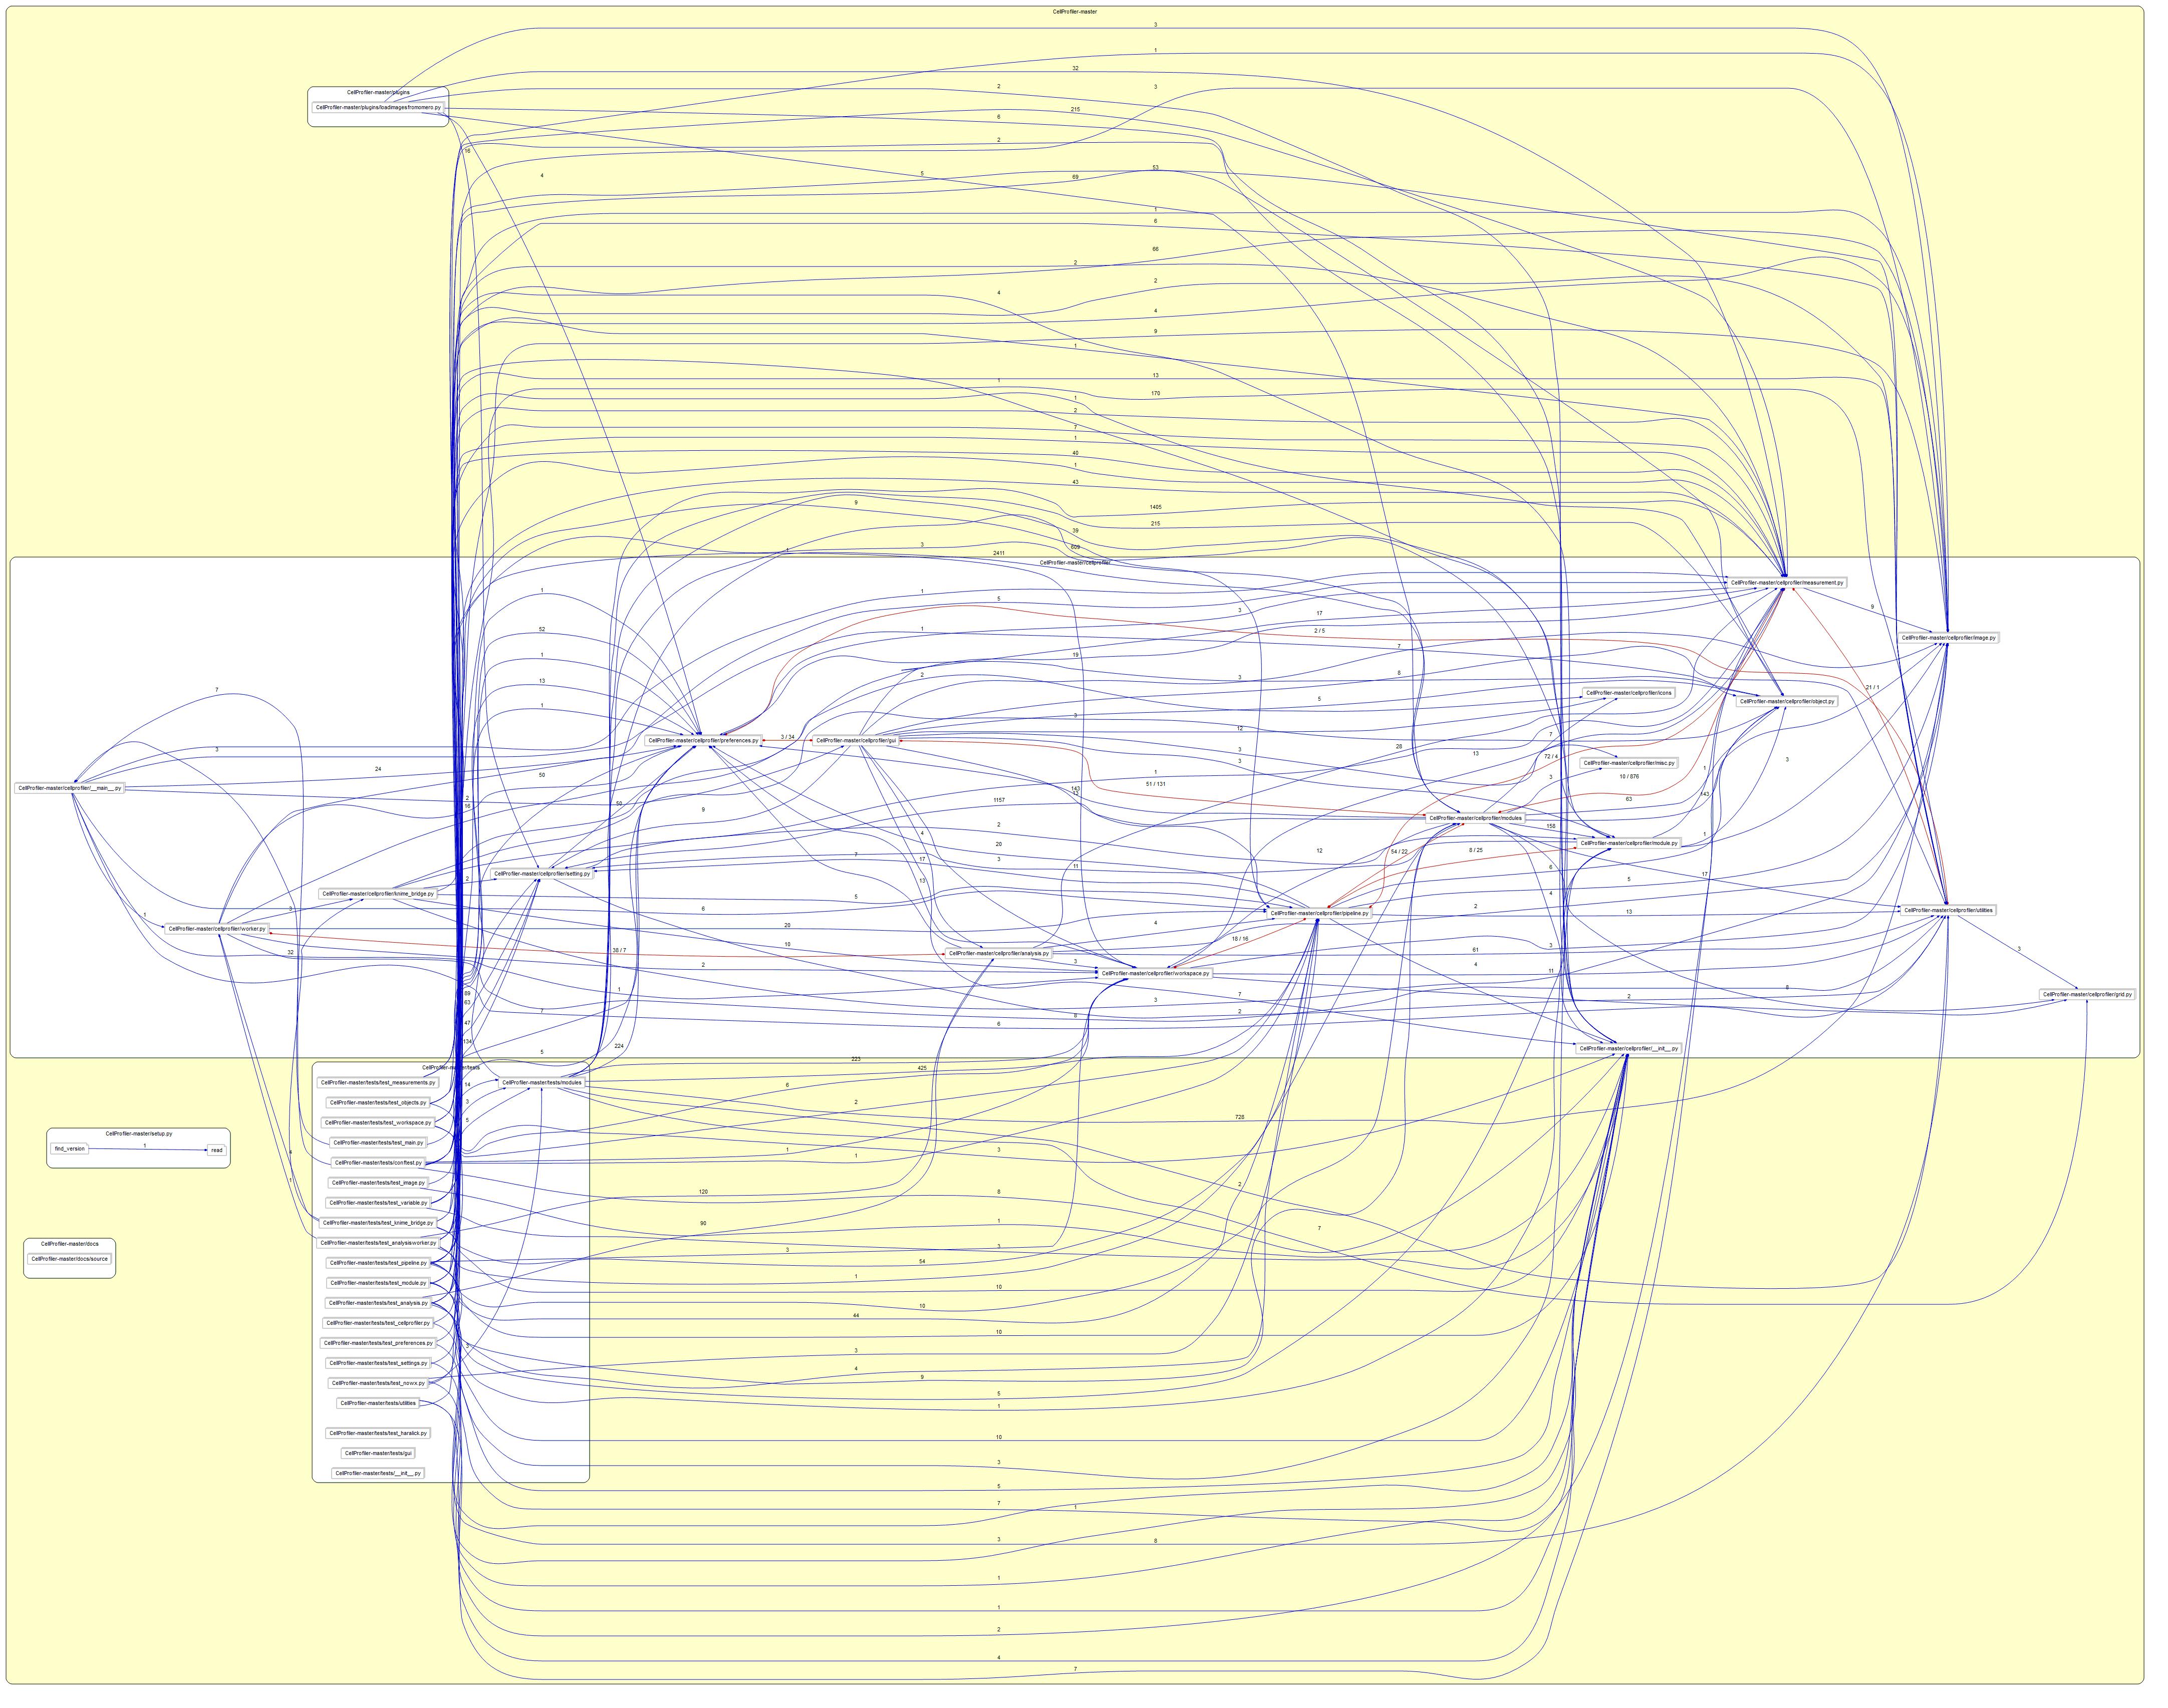 CellProfiler-master
3
1
32
CellProfiler-master/plugins
2
3
CellProfiler-master/plugins/loadimagesfromomero.py
215
6
2
16
53
4
5
69
1
6
66
2
2
4
4
9
1
1
13
170
1
2
7
1
40
1
43
9
1405
215
39
1
3
609
2411
CellProfiler-master/cellprofiler
CellProfiler-master/cellprofiler/measurement.py
1
1
5
3
17
9
52
1
2 / 5
CellProfiler-master/cellprofiler/image.py
1
19
7
13
2
3
8
21 / 1
7
CellProfiler-master/cellprofiler/icons
5
CellProfiler-master/cellprofiler/object.py
1
3
12
7
CellProfiler-master/cellprofiler/preferences.py
3 / 34
CellProfiler-master/cellprofiler/gui
3
28
3
13
72 / 4
3
CellProfiler-master/cellprofiler/misc.py
24
1
3
1
50
51 / 131
10 / 876
CellProfiler-master/cellprofiler/__main__.py
143
2
1157
63
143
10
50
9
CellProfiler-master/cellprofiler/modules
2
158
4
1
CellProfiler-master/cellprofiler/module.py
20
12
54 / 22
8 / 25
7
17
3
11
6
CellProfiler-master/cellprofiler/setting.py
17
2
13
5
CellProfiler-master/cellprofiler/knime_bridge.py
5
4
3
6
2
CellProfiler-master/cellprofiler/utilities
1
CellProfiler-master/cellprofiler/pipeline.py
13
4
20
CellProfiler-master/cellprofiler/worker.py
18 / 16
10
3
38 / 7
61
3
32
CellProfiler-master/cellprofiler/analysis.py
3
2
4
11
CellProfiler-master/cellprofiler/workspace.py
8
1
89
7
2
CellProfiler-master/cellprofiler/grid.py
3
63
7
2
8
47
6
134
224
CellProfiler-master/cellprofiler/__init__.py
5
223
CellProfiler-master/tests
425
CellProfiler-master/tests/test_measurements.py
CellProfiler-master/tests/modules
14
6
3
2
CellProfiler-master/tests/test_objects.py
728
5
CellProfiler-master/tests/test_workspace.py
CellProfiler-master/setup.py
CellProfiler-master/tests/test_main.py
find_version
1
read
1
3
4
1
CellProfiler-master/tests/conftest.py
1
CellProfiler-master/tests/test_image.py
2
120
8
CellProfiler-master/tests/test_variable.py
CellProfiler-master/tests/test_knime_bridge.py
90
1
7
CellProfiler-master/docs
CellProfiler-master/tests/test_analysisworker.py
3
3
CellProfiler-master/docs/source
CellProfiler-master/tests/test_pipeline.py
54
1
CellProfiler-master/tests/test_module.py
10
CellProfiler-master/tests/test_analysis.py
10
44
CellProfiler-master/tests/test_cellprofiler.py
10
CellProfiler-master/tests/test_preferences.py
5
3
CellProfiler-master/tests/test_settings.py
4
9
CellProfiler-master/tests/test_nowx.py
5
CellProfiler-master/tests/utilities
1
CellProfiler-master/tests/test_haralick.py
10
CellProfiler-master/tests/gui
3
CellProfiler-master/tests/__init__.py
5
7
1
3
8
1
1
2
4
7